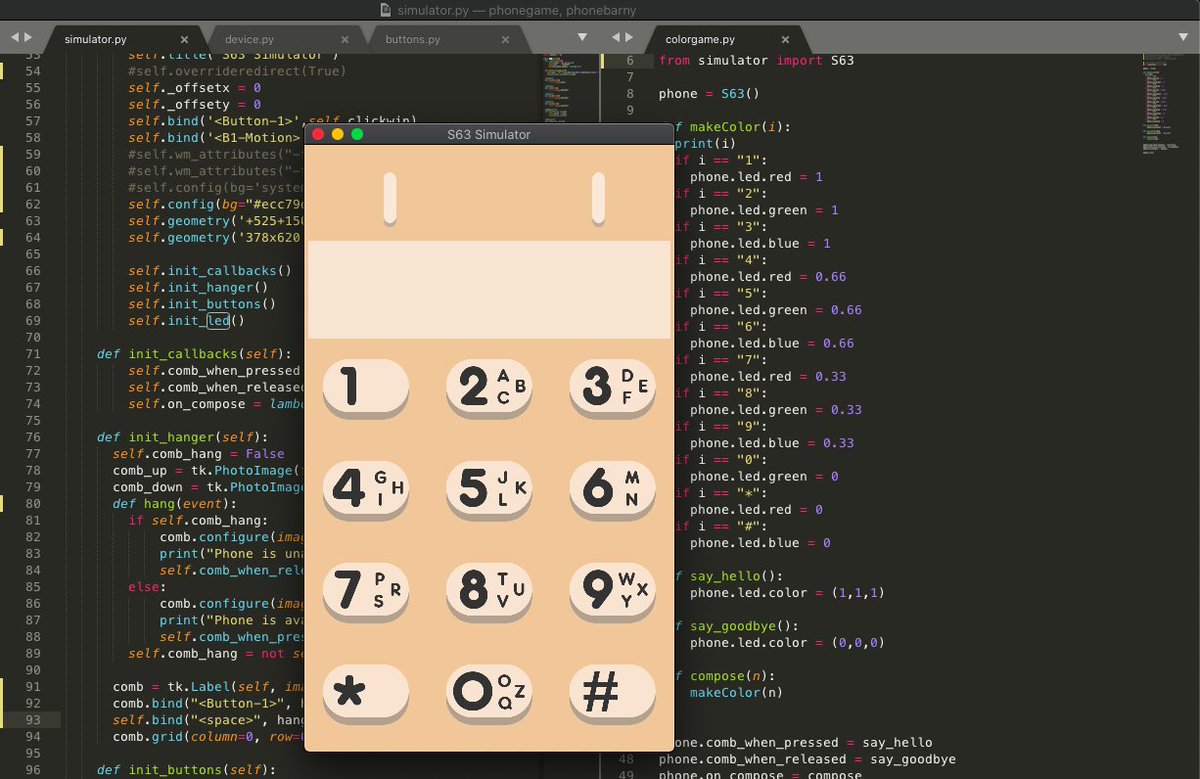 simulator.py — phonegame, phonebarny
simulator.py
device.py
buttons.py
colorgame.py
53 self.title("S63 Simulator")
54 #self.overrideredirect(True)
55 self._offsetx = 0
56 self._offsety = 0
57 self.bind('<Button-1>',self.clickwin)
58 self.bind('<B1-Motion>
59 #self.wm_attributes("-
60 #self.wm_attributes("-
61 #self.config(bg='system
62 self.config(bg="#ecc79
63 self.geometry('+525+150
64 self.geometry('378x620
65
66 self.init_callbacks()
67 self.init_hanger()
68 self.init_buttons()
69 self.init_led()
70
71 def init_callbacks(self):
72 self.comb_when_pressed
73 self.comb_when_released
74 self.on_compose = lamb
75
76 def init_hanger(self):
77 self.comb_hang = False
78 comb_up = tk.PhotoImage(
79 comb_down = tk.PhotoImage
80 def hang(event):
81 if self.comb_hang:
82 comb.configure(imag
83 print("Phone is una
84 self.comb_when_rele
85 else:
86 comb.configure(imag
87 print("Phone is ava
88 self.comb_when_pres
89 self.comb_hang = not se
90
91 comb = tk.Label(self, ima
92 comb.bind("<Button-1>", h
93 self.bind("<space>", hang
94 comb.grid(column=0, row=
95
96 def init_buttons(self):
S63 Simulator
1
2 A B C
3 D E F
4 G H I
5 J K L
6 M N
7 P R S
8 T U V
9 W X Y
*
O O Z Q
#
6 from simulator import S63
7
8 phone = S63()
9
f makeColor(i):
print(i)
if i == "1":
phone.led.red = 1
if i == "2":
phone.led.green = 1
if i == "3":
phone.led.blue = 1
if i == "4":
phone.led.red = 0.66
if i == "5":
phone.led.green = 0.66
if i == "6":
phone.led.blue = 0.66
if i == "7":
phone.led.red = 0.33
if i == "8":
phone.led.green = 0.33
if i == "9":
phone.led.blue = 0.33
if i == "0":
phone.led.green = 0
if i == "*":
phone.led.red = 0
if i == "#":
phone.led.blue = 0
f say_hello():
phone.led.color = (1,1,1)
f say_goodbye():
phone.led.color = (0,0,0)
f compose(n):
makeColor(n)
hone.comb_when_pressed = say_hello
48 phone.comb_when_released = say_goodbye
49 phone.on_compose = compose